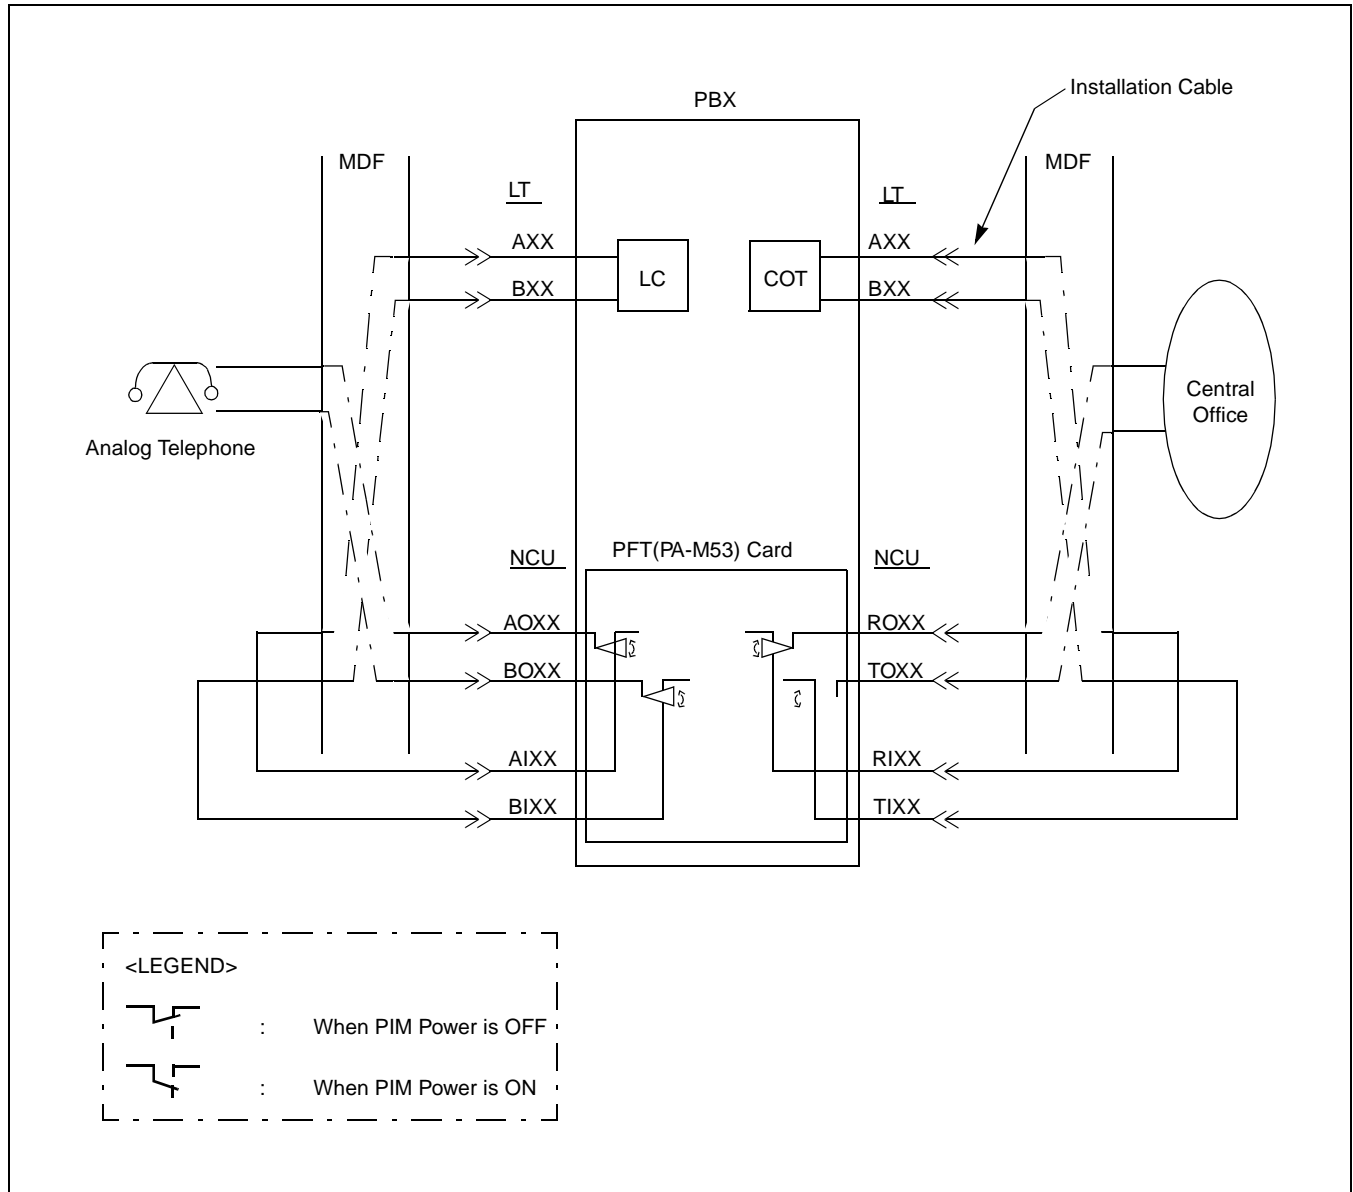 Installation Cable
PBX
MDF
MDF
LT
LT
AXX
AXX
BXX
BXX
LC
COT
Analog Telephone
Central
Office
NCU
PFT(PA-M53) Card
NCU
AOXX
ROXX
BOXX
TOXX
AIXX
RIXX
BIXX
TIXX
<LEGEND>
: When PIM Power is OFF
: When PIM Power is ON